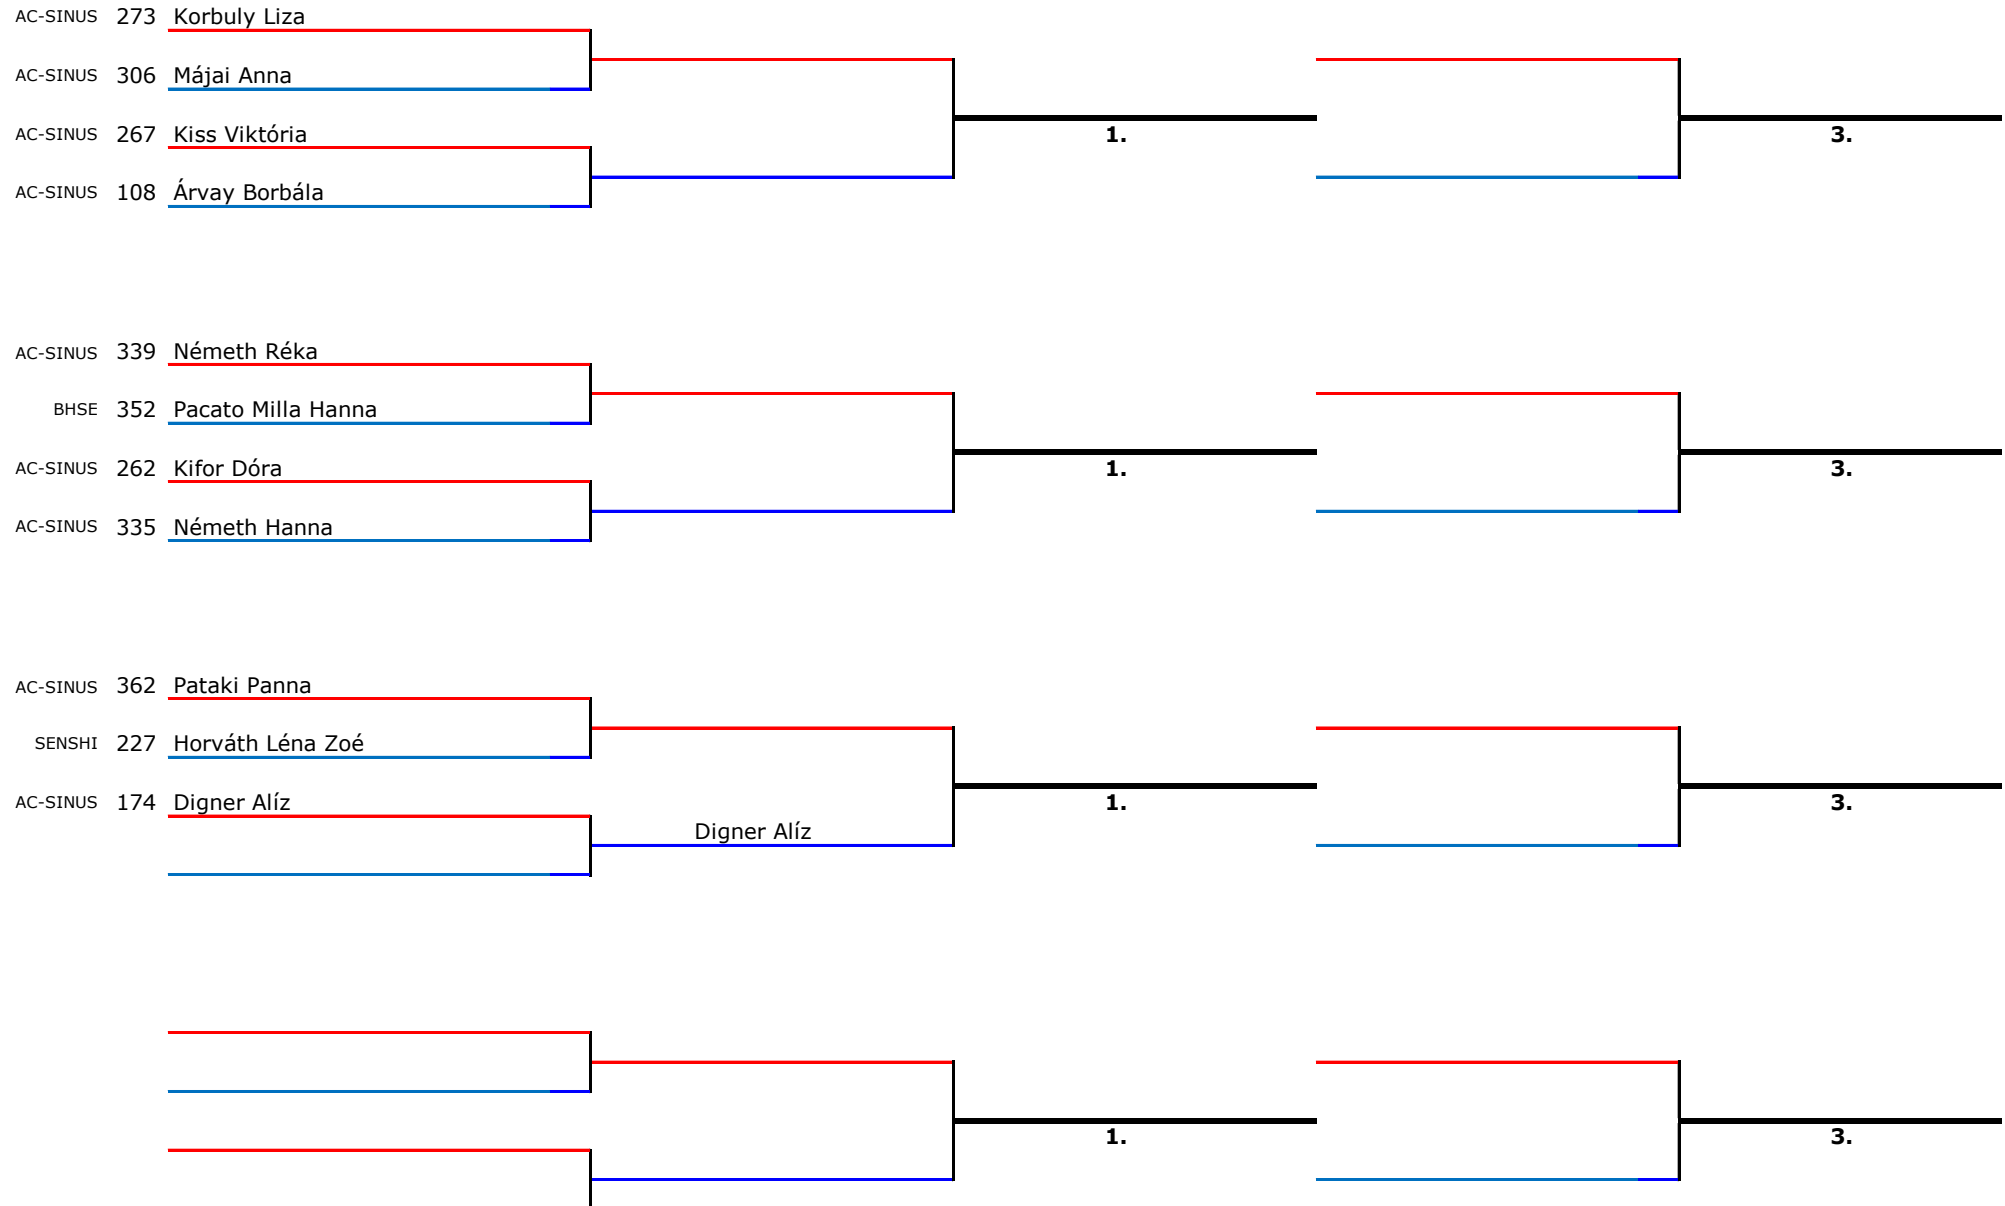 AC-SINUS 273 Korbuly Liza
AC-SINUS 306 Májai Anna
AC-SINUS 267 Kiss Viktória
1. 3.
AC-SINUS 108 Árvay Borbála
AC-SINUS 339 Németh Réka
BHSE 352 Pacato Milla Hanna
AC-SINUS 262 Kifor Dóra
1. 3.
AC-SINUS 335 Németh Hanna
AC-SINUS 362 Pataki Panna
SENSHI 227 Horváth Léna Zoé
AC-SINUS 174 Digner Alíz
1. 3.
Digner Alíz
1. 3.